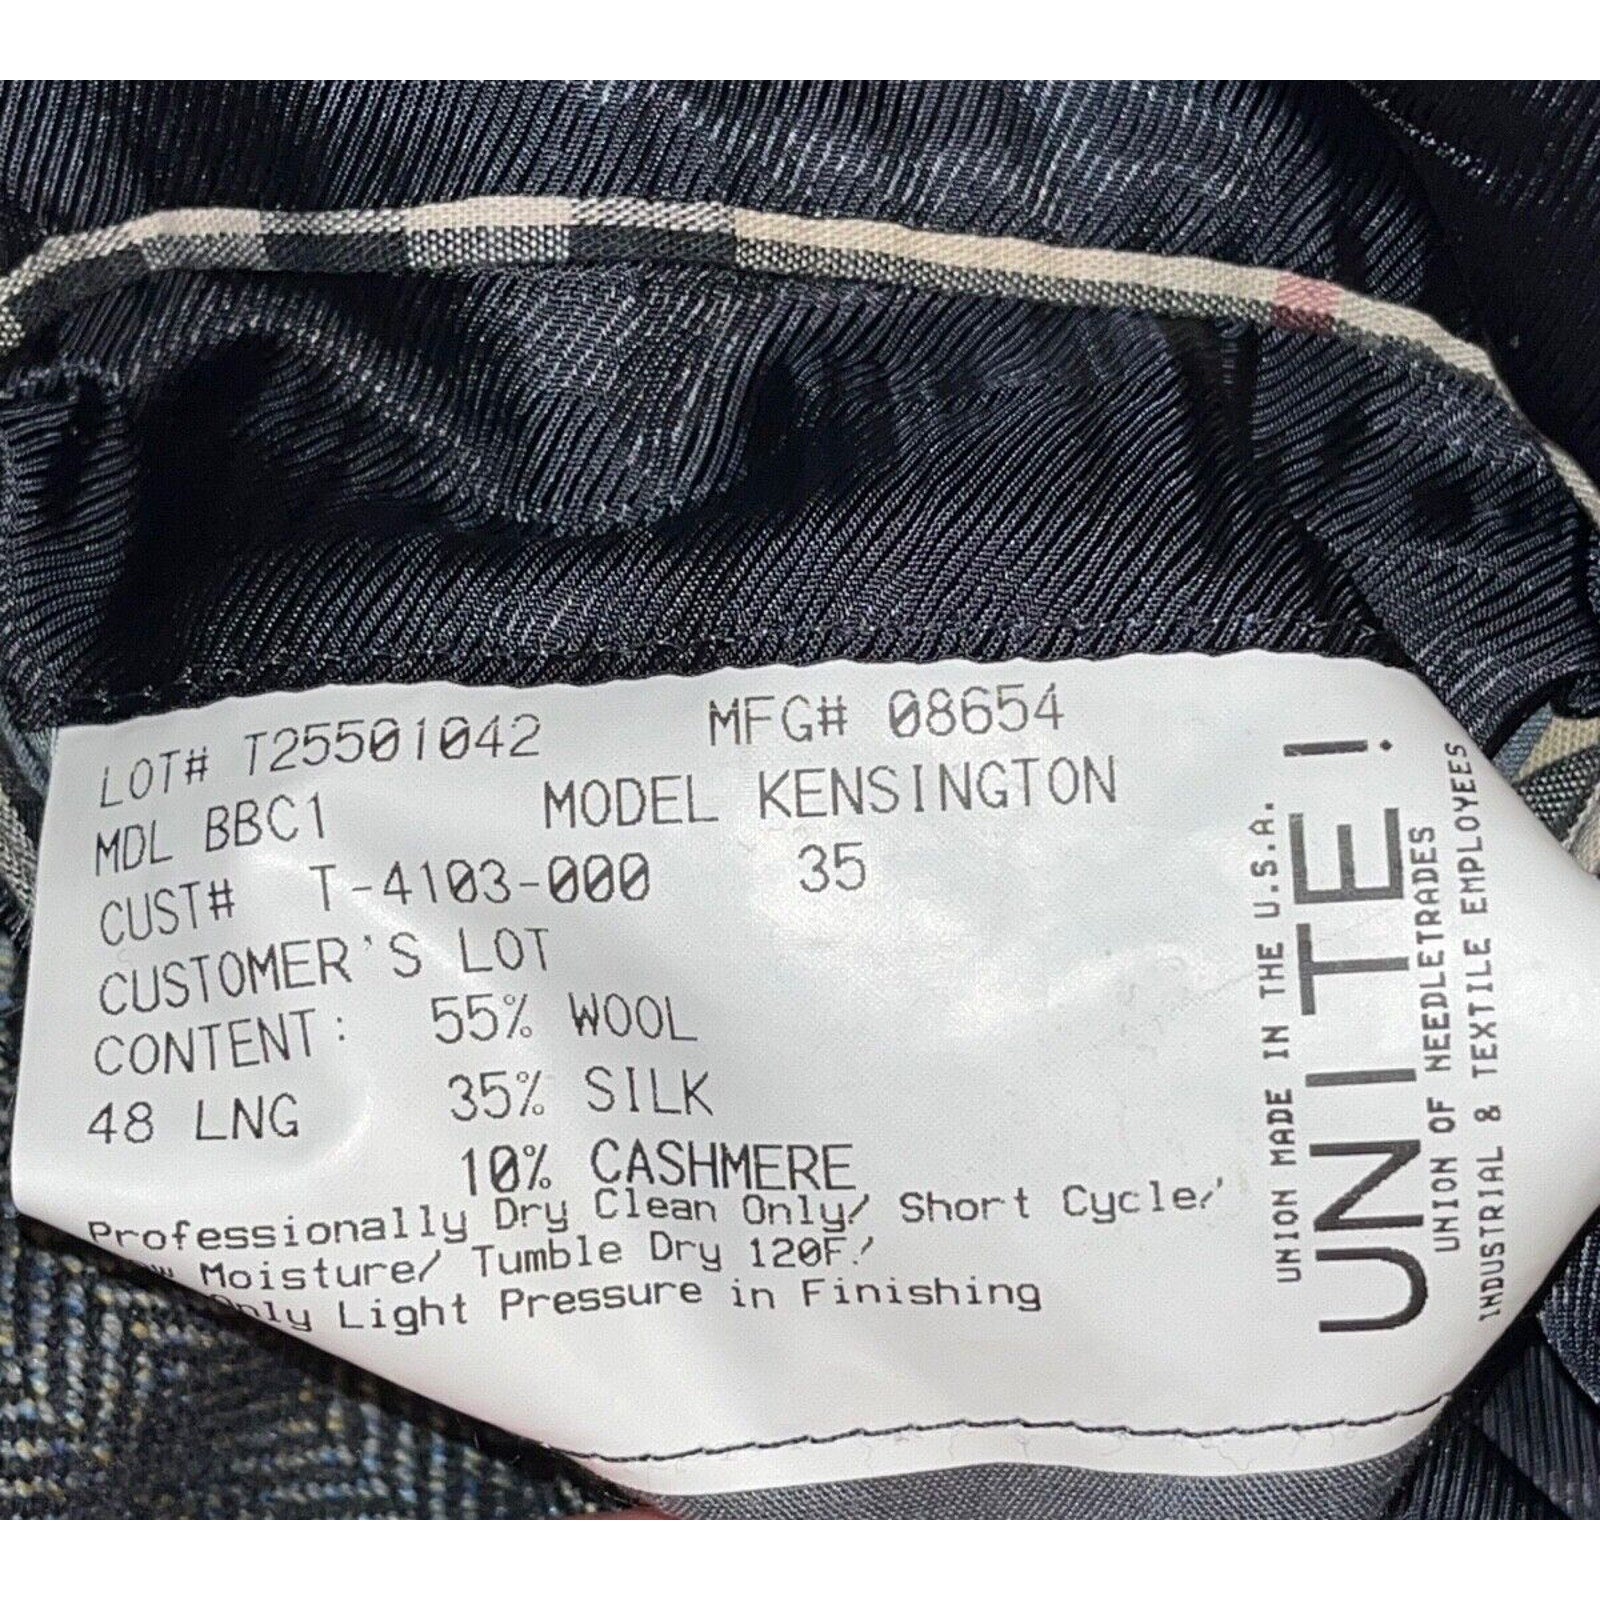 LOT# T25501042 MFG# 08654
MDL BBC1 MODEL KENSINGTON
CUST# T-4103-000 35
CUSTOMER'S LOT
CONTENT: 55% WOOL
48 LNG 35% SILK
10% CASHMERE
Professionally Dry Clean Only/ Short Cycle/
Moisture/ Tumble Dry 120F/
Only Light Pressure in Finishing
UNION MADE IN THE U.S.A.
UNITE!
UNION OF NEEDLETRADES
INDUSTRIAL & TEXTILE EMPLOYEES